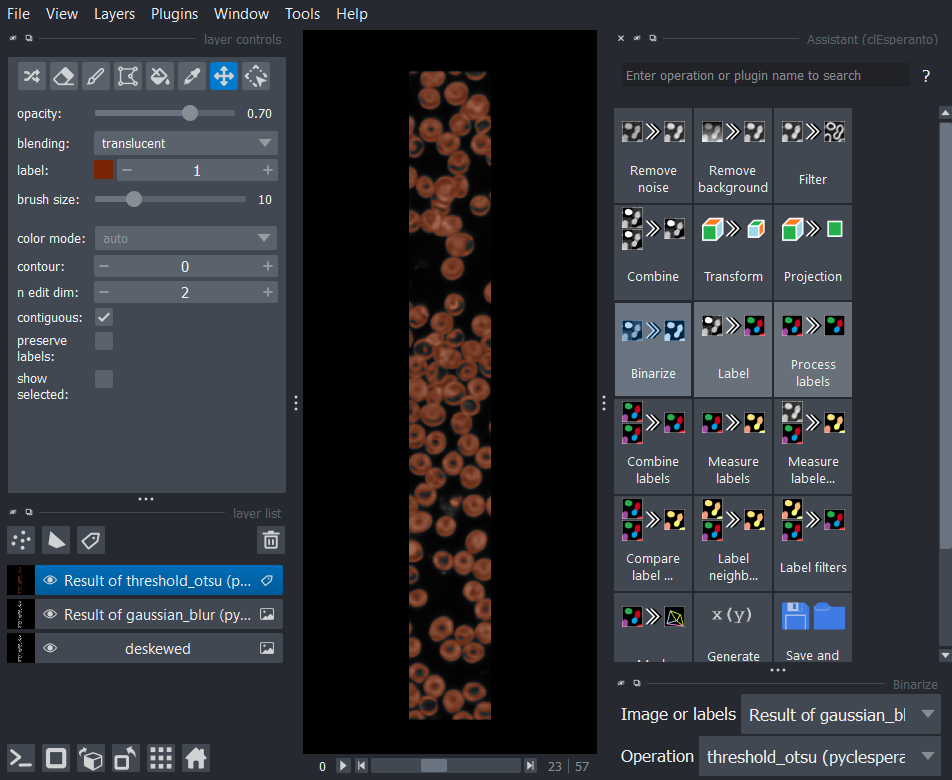 File View Layers Plugins Window Tools Help
layer controls
opacity: 0.70
blending: translucent
label: 1
brush size: 10
color mode: auto
contour: 0
n edit dim: 2
contiguous:
preserve
labels:
show
selected:
layer list
Result of threshold_otsu (p...
Result of gaussian_blur (py...
deskewed
0 23 57
Assistant (clEsperanto)
Enter operation or plugin name to search ?
Remove
noise
Remove
background
Filter
Combine
Transform
Projection
Binarize
Label
Process
labels
Combine
labels
Measure
labels
Measure
labele...
Compare
label ...
Label
neighb...
Label filters
x(y)
Generate
Save and
Binarize
Image or labels Result of gaussian_bl
Operation threshold_otsu (pyclespera